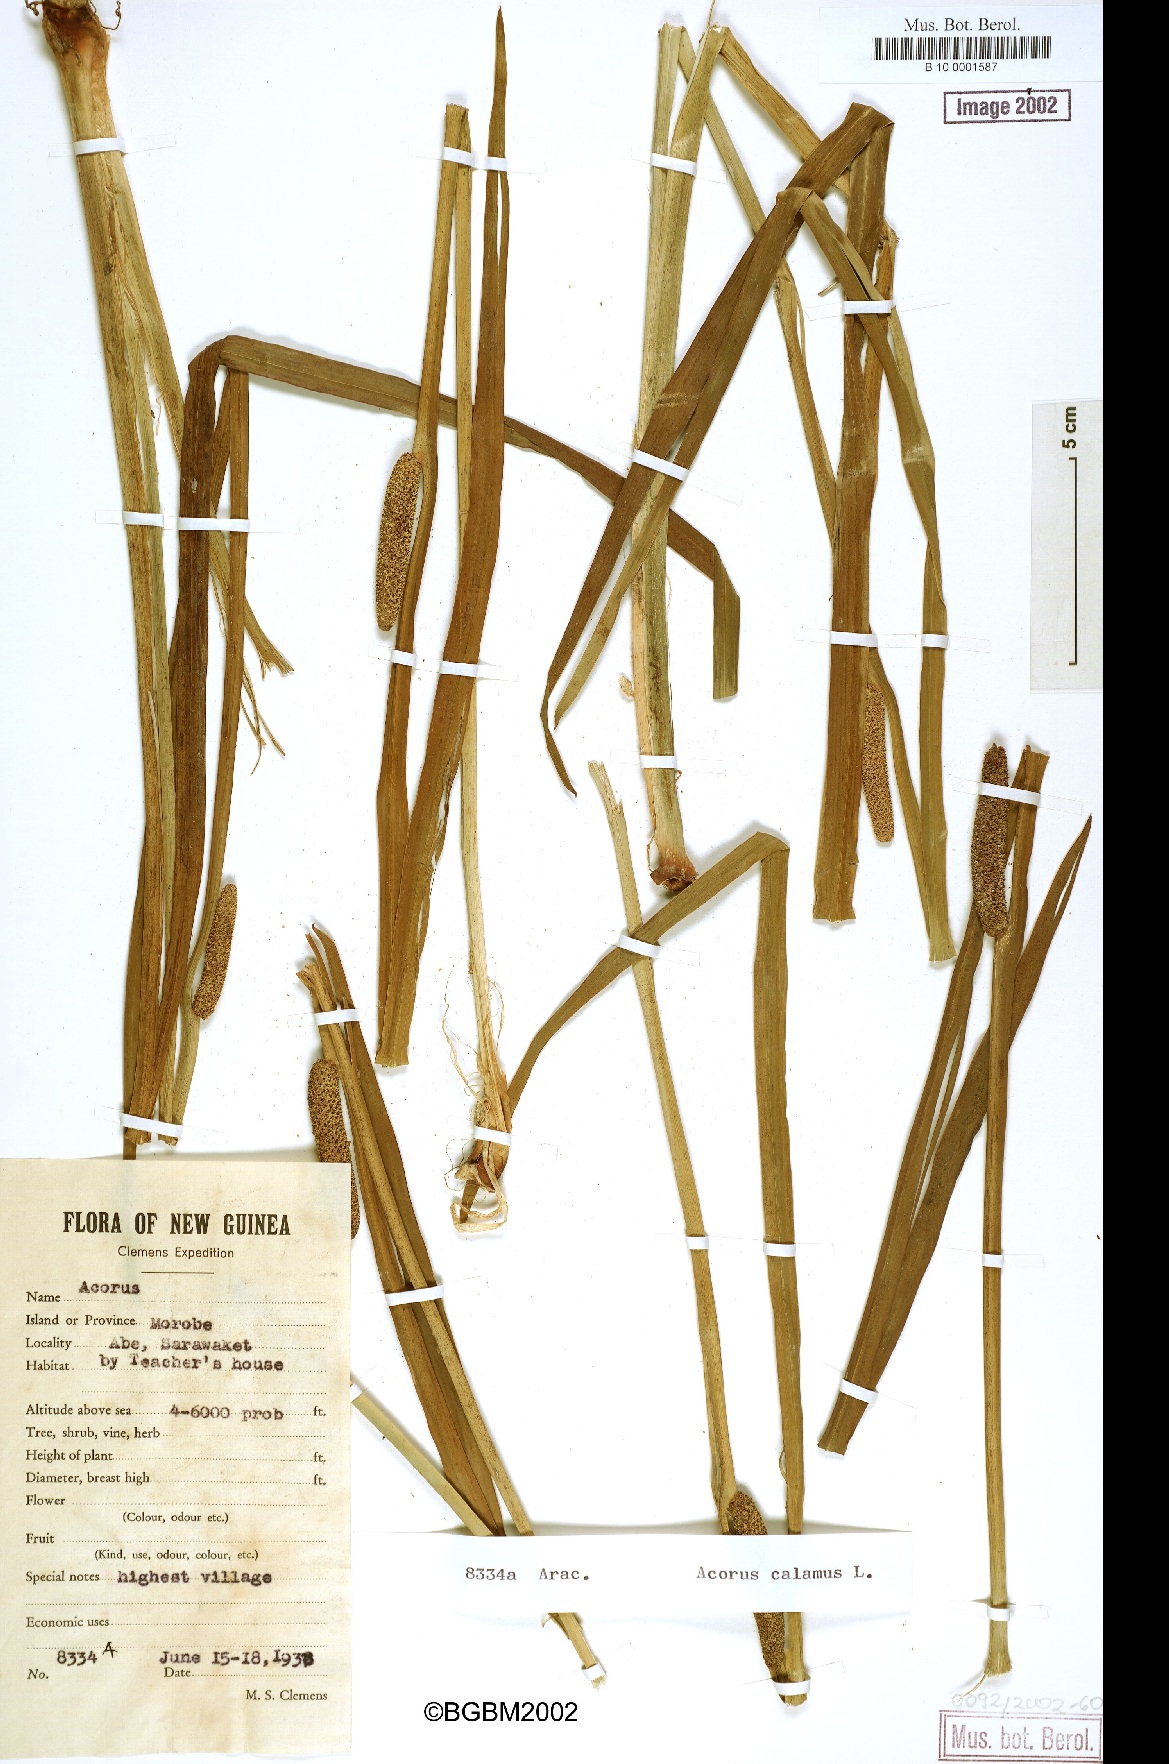 Mus. Bot. Berol.
B 10 0001587
Image 2002
5 cm
FLORA OF NEW GUINEA
Clemens Expedition
Name Acorus
Island or Province Morobe
Locality Abe, Sarawaket
Habitat by Teacher's house
Altitude above sea 4-6000 prob ft.
Tree, shrub, vine, herb
Height of plant ft.
Diameter, breast high ft.
Flower
(Colour, odour etc.)
Fruit
(Kind, use, odour, colour, etc.)
Special notes highest village
Economic uses
No. 8334 A Date June 15-18, 1938
M. S. Clemens
8334a Arac. Acorus calamus L.
©BGBM2002
0092/2002-60
Mus. bot. Berol.